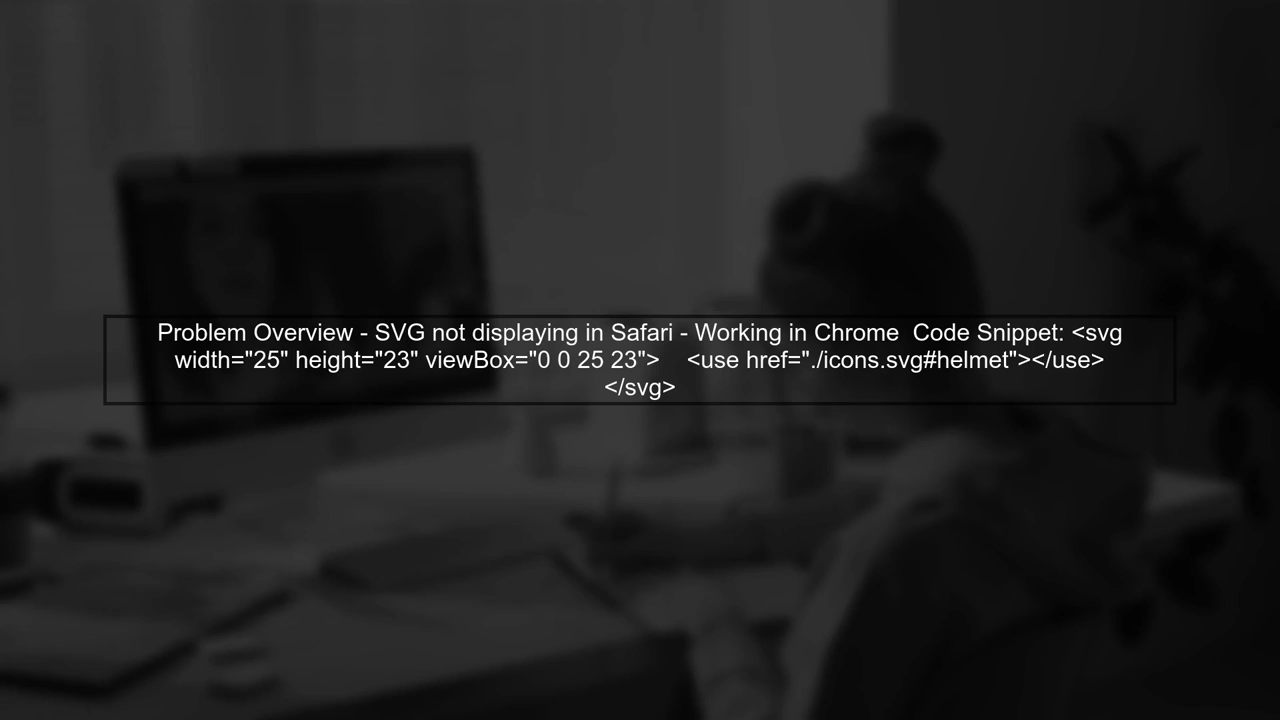 Problem Overview - SVG not displaying in Safari - Working in Chrome  Code Snippet: <svg
width="25" height="23" viewBox="0 0 25 23">    <use href="./icons.svg#helmet"></use>
</svg>